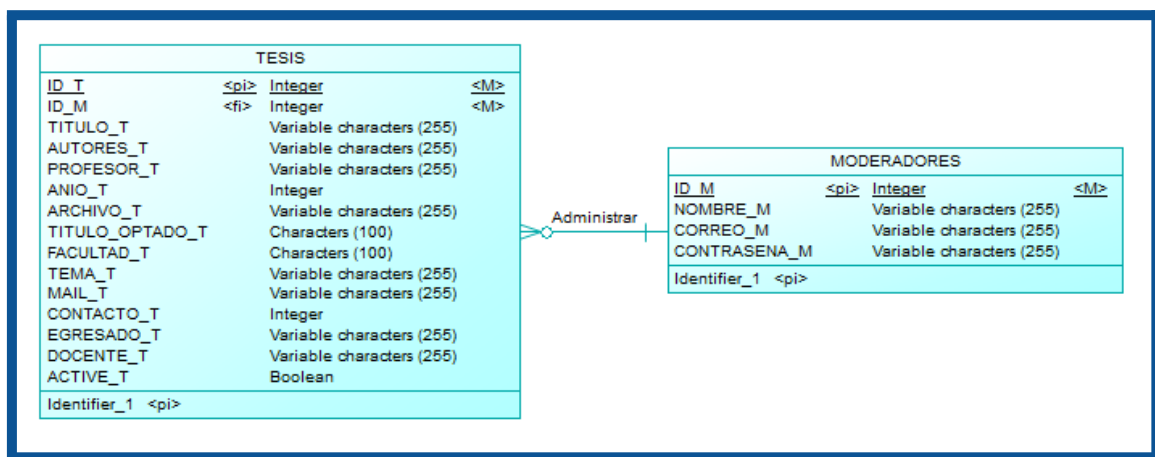 TESIS
ID_T <pi> Integer <M>
ID_M <fi> Integer <M>
TITULO_T Variable characters (255)
AUTORES_T Variable characters (255)
PROFESOR_T Variable characters (255)
ANIO_T Integer
ARCHIVO_T Variable characters (255)
TITULO_OPTADO_T Characters (100)
FACULTAD_T Characters (100)
TEMA_T Variable characters (255)
MAIL_T Variable characters (255)
CONTACTO_T Integer
EGRESADO_T Variable characters (255)
DOCENTE_T Variable characters (255)
ACTIVE_T Boolean
Identifier_1 <pi>
Administrar
MODERADORES
ID_M <pi> Integer <M>
NOMBRE_M Variable characters (255)
CORREO_M Variable characters (255)
CONTRASENA_M Variable characters (255)
Identifier_1 <pi>